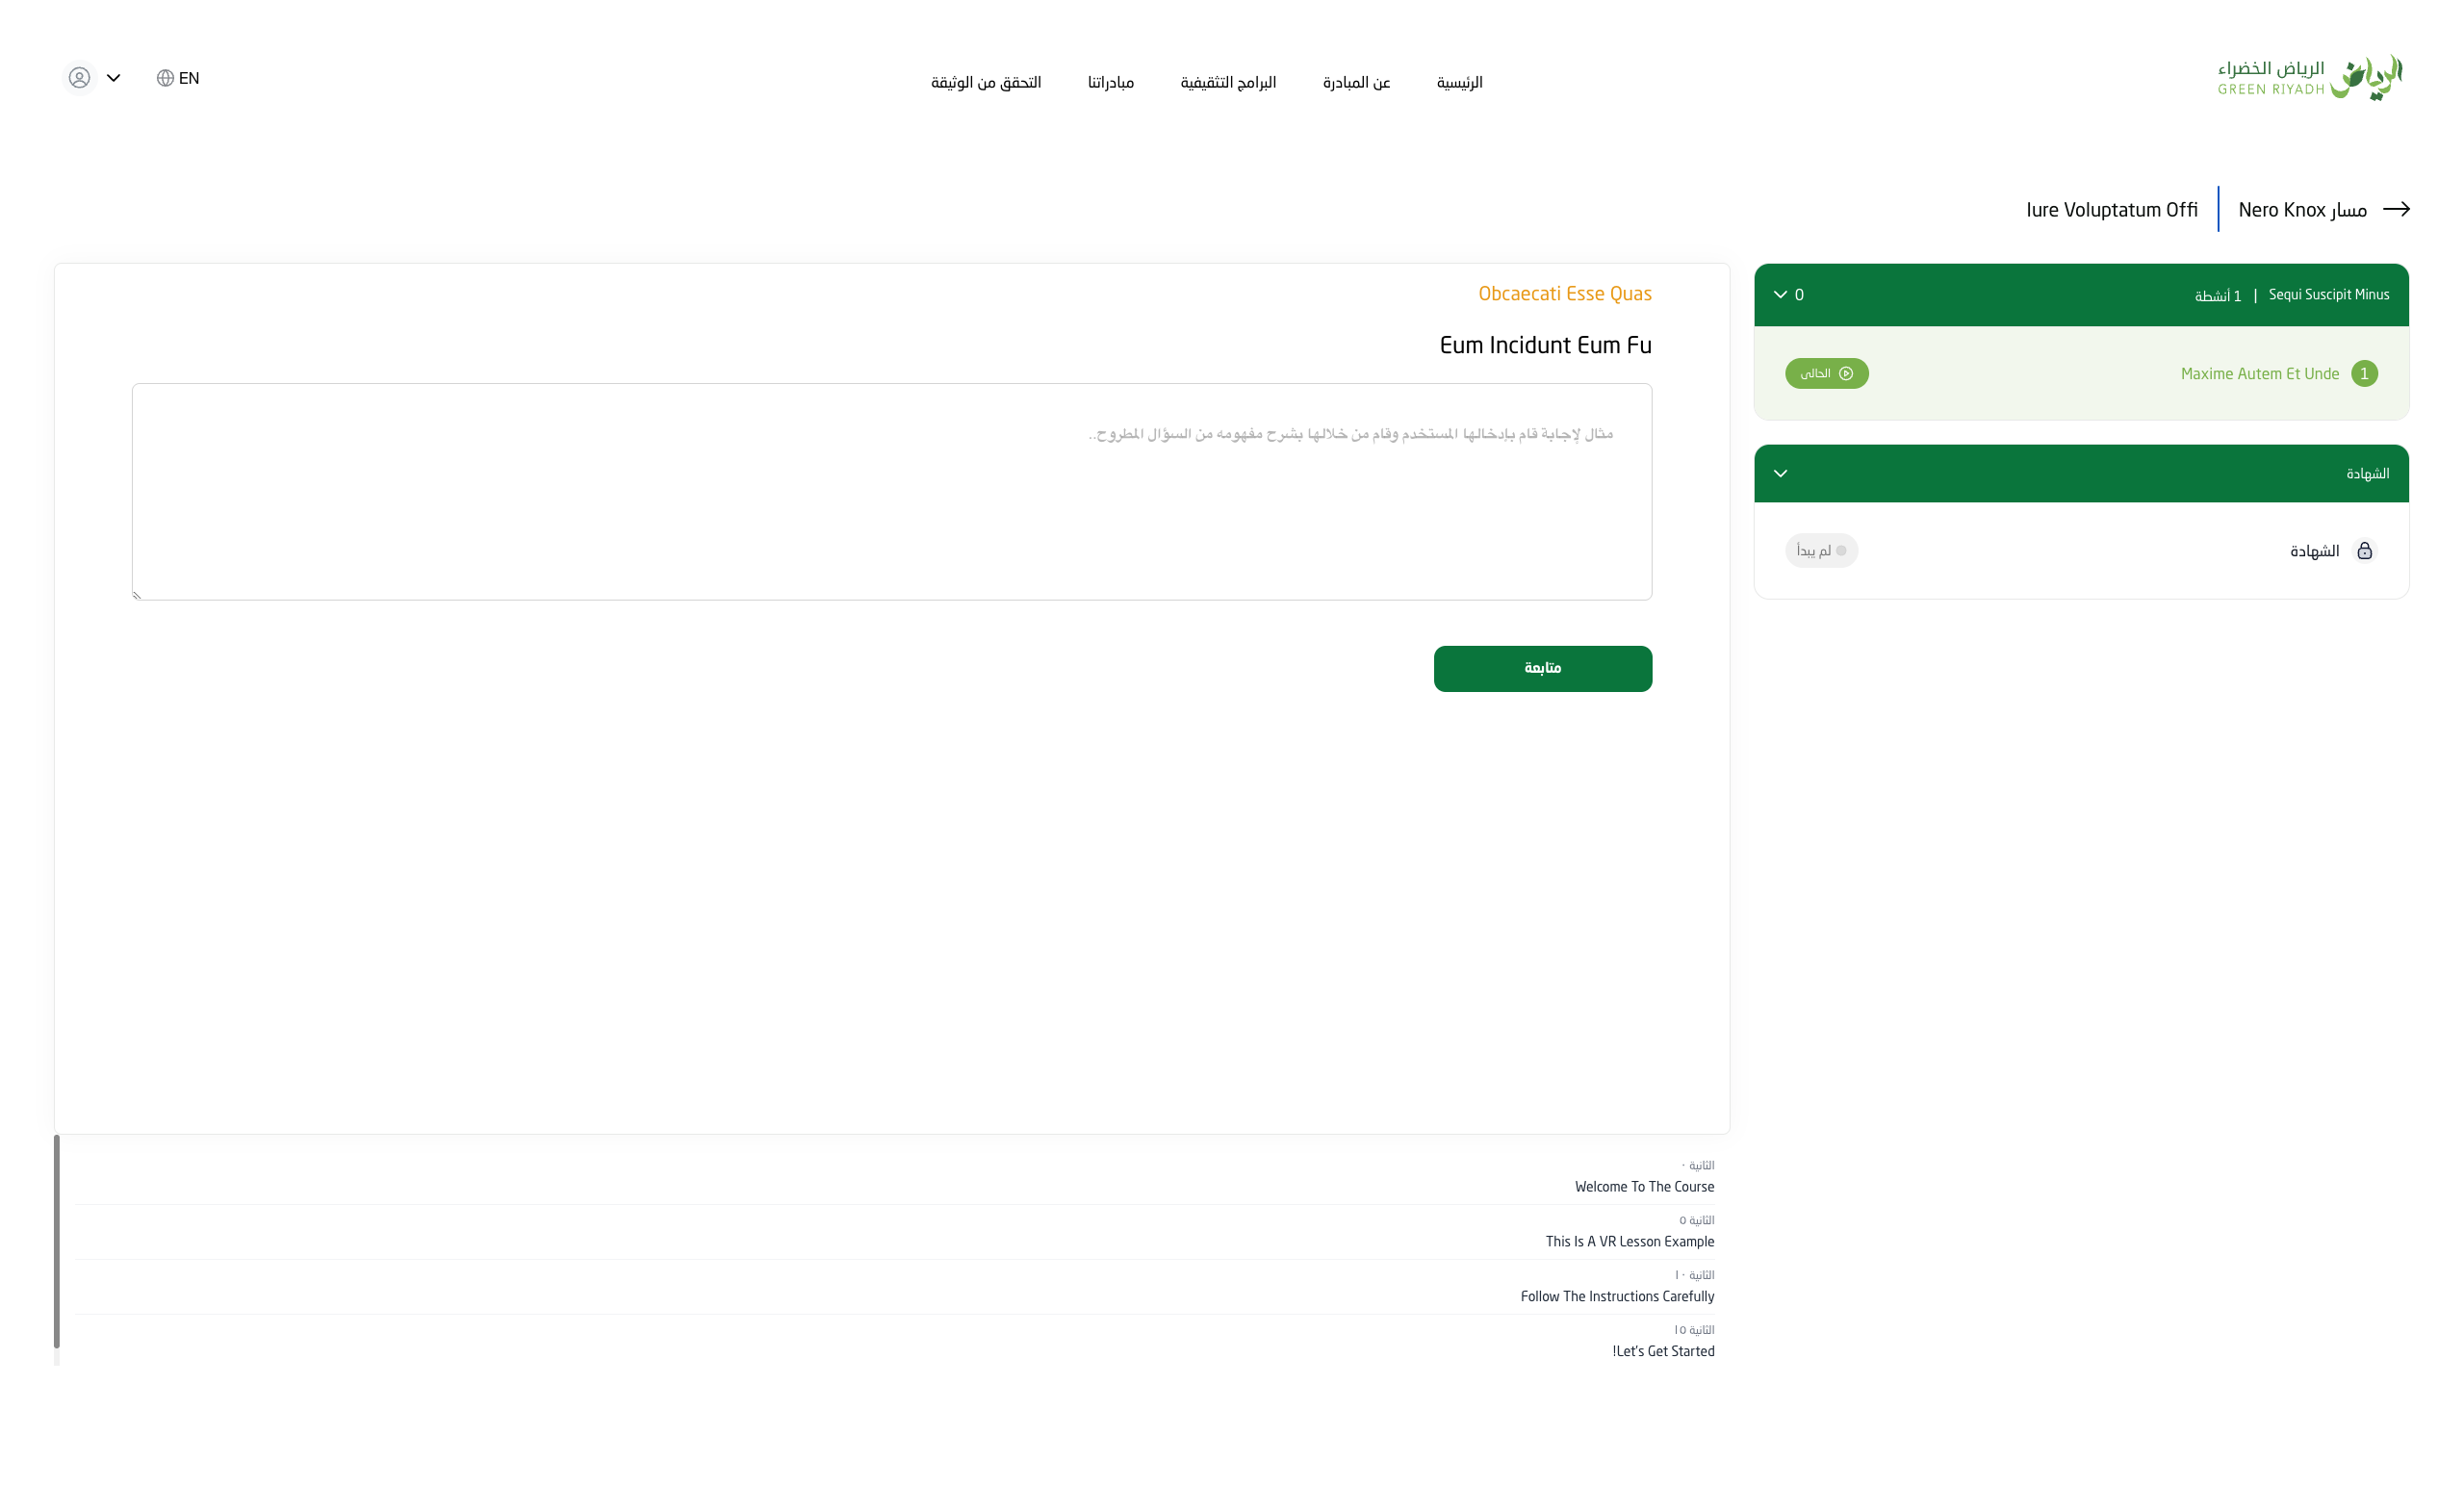 الرياض
الرياض الخضراء
GREEN RIYADH
الرئيسية
عن المبادرة
البرامج التثقيفية
مبادراتنا
التحقق من الوثيقة
EN
مسار Nero Knox
Iure Voluptatum Offi
Sequi Suscipit Minus | 1 أنشطة
0
1 Maxime Autem Et Unde
الحالي
الشهادة
الشهادة
لم يبدأ
Obcaecati Esse Quas
Eum Incidunt Eum Fu
مثال لإجابة قام بإدخالها المستخدم وقام من خلالها بشرح مفهومه من السؤال المطروح..
متابعة
الثانية ٠
Welcome To The Course
الثانية ٥
This Is A VR Lesson Example
الثانية ١٠
Follow The Instructions Carefully
الثانية ١٥
!Let's Get Started